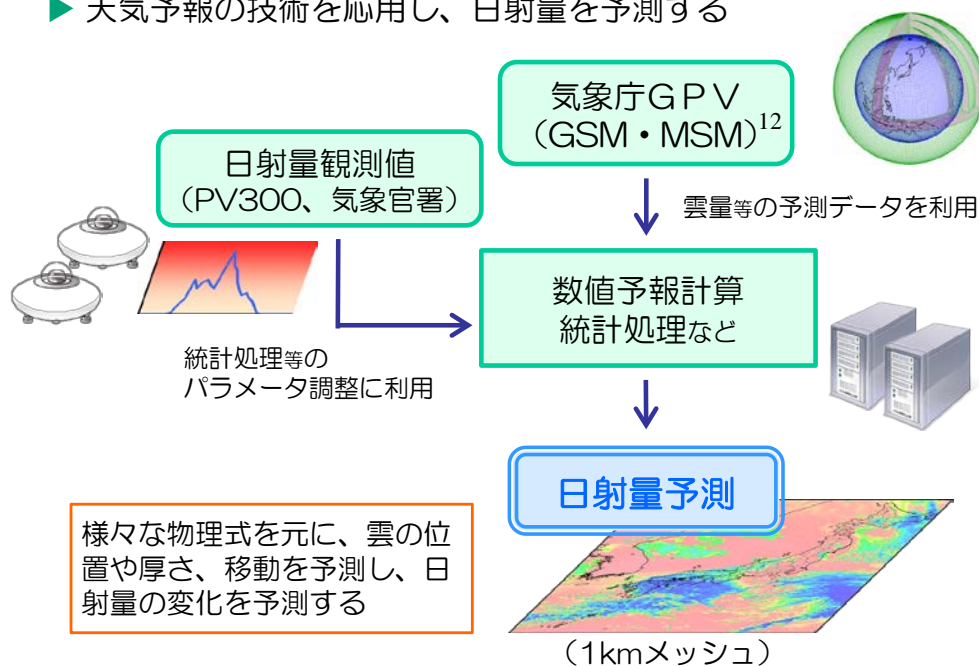 ▶ 天気予報の技術を応用し、日射量を予測する
気象庁GPV
(GSM・MSM)12
日射量観測値
(PV300、気象官署)
雲量等の予測データを利用
数値予報計算
統計処理など
統計処理等の
パラメータ調整に利用
日射量予測
様々な物理式を元に、雲の位
置や厚さ、移動を予測し、日
射量の変化を予測する
(1kmメッシュ)